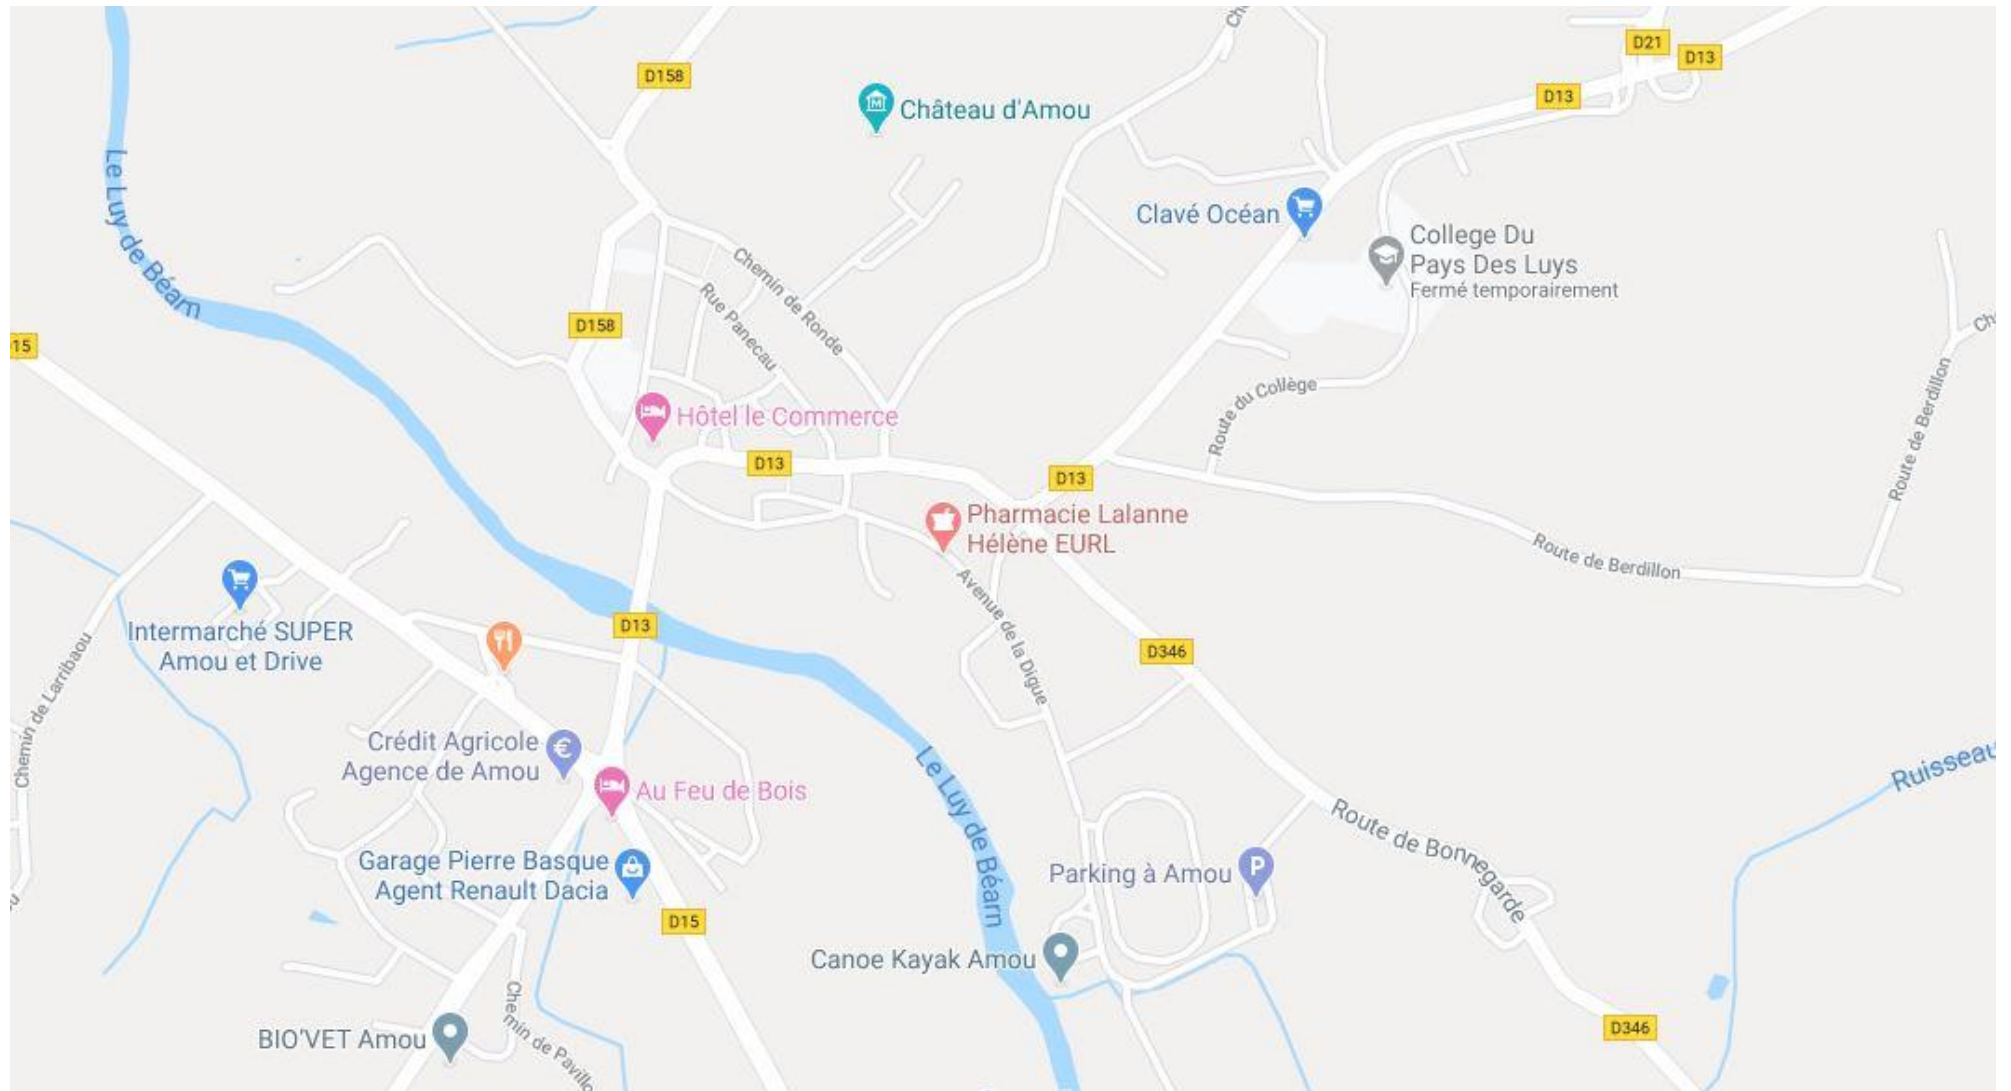 D21
D13
D158
D13
Château d'Amou
Le Luy de Béarn
Clavé Océan
College Du
Pays Des Luys
Fermé temporairement
Chemin de Ronde
Rue Panecau
D158
15
Route du Collège
Route de Berdillon
Hôtel le Commerce
D13
D13
Pharmacie Lalanne
Hélène EURL
Route de Berdillon
Avenue de la Digue
Intermarché SUPER
Amou et Drive
D13
D346
Chemin de Larribaou
Crédit Agricole
Agence de Amou
Au Feu de Bois
Le Luy de Béarn
Ruisseau
Route de Bonnegarde
Garage Pierre Basque
Agent Renault Dacia
Parking à Amou
P
D15
Canoe Kayak Amou
BIO'VET Amou
Chemin de Pavillo
D346